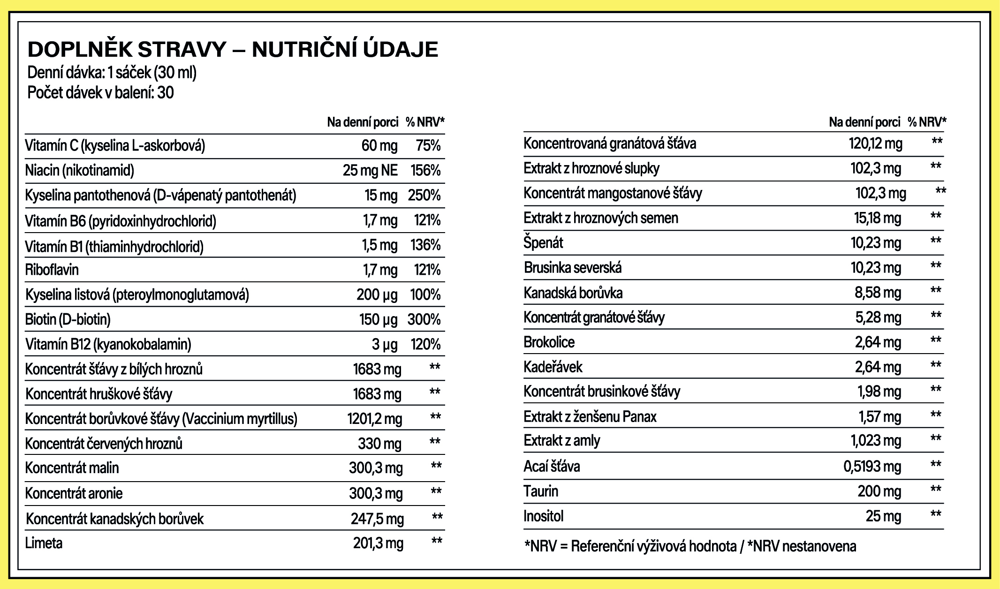 DOPLNĚK STRAVY – NUTRIČNÍ ÚDAJE
Denní dávka: 1 sáček (30 ml)
Počet dávek v balení: 30
Na denní porci % NRV*
Vitamín C (kyselina L-askorbová) 60 mg 75%
Niacin (nikotinamid) 25 mg NE 156%
Kyselina pantothenová (D-vápenatý pantothenát) 15 mg 250%
Vitamín B6 (pyridoxinhydrochlorid) 1,7 mg 121%
Vitamín B1 (thiaminhydrochlorid) 1,5 mg 136%
Riboflavin 1,7 mg 121%
Kyselina listová (pteroylmonoglutamová) 200 µg 100%
Biotin (D-biotin) 150 µg 300%
Vitamín B12 (kyanokobalamin) 3 µg 120%
Koncentrát šťávy z bílých hroznů 1683 mg **
Koncentrát hruškové šťávy 1683 mg **
Koncentrát borůvkové šťávy (Vaccinium myrtillus) 1201,2 mg **
Koncentrát červených hroznů 330 mg **
Koncentrát malin 300,3 mg **
Koncentrát aronie 300,3 mg **
Koncentrát kanadských borůvek 247,5 mg **
Limeta 201,3 mg **
Na denní porci % NRV*
Koncentrovaná granátová šťáva 120,12 mg **
Extrakt z hroznové slupky 102,3 mg **
Koncentrát mangostanové šťávy 102,3 mg **
Extrakt z hroznových semen 15,18 mg **
Špenát 10,23 mg **
Brusinka severská 10,23 mg **
Kanadská borůvka 8,58 mg **
Koncentrát granátové šťávy 5,28 mg **
Brokolice 2,64 mg **
Kadeřávek 2,64 mg **
Koncentrát brusinkové šťávy 1,98 mg **
Extrakt z ženšenu Panax 1,57 mg **
Extrakt z amly 1,023 mg **
Acaí šťáva 0,5193 mg **
Taurin 200 mg **
Inositol 25 mg **
*NRV = Referenční výživová hodnota / *NRV nestanovena